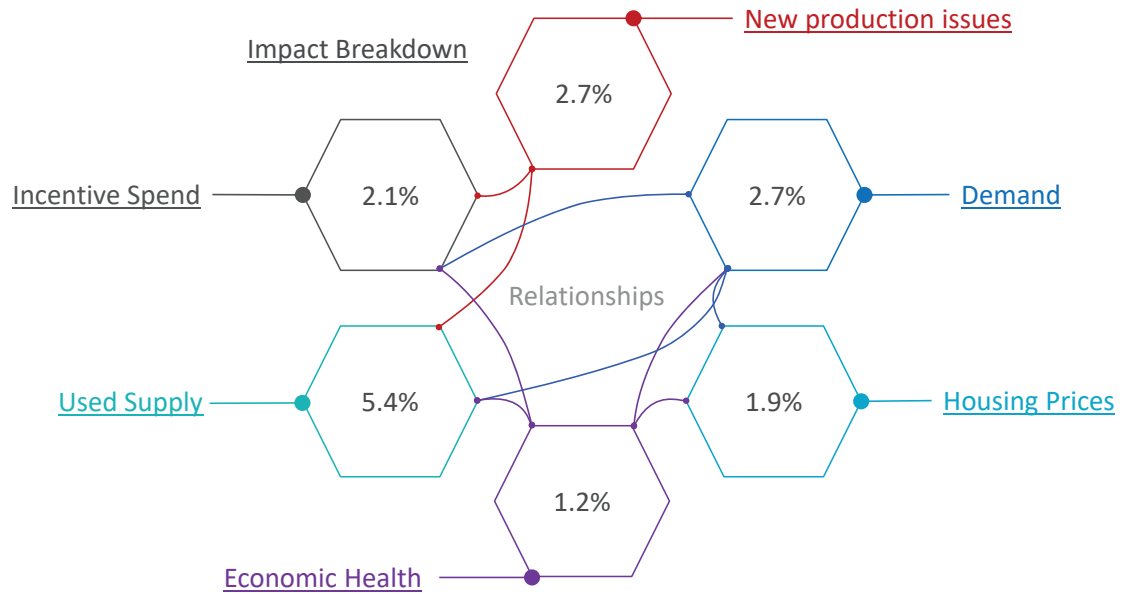 New production issues
Impact Breakdown
2.7%
Incentive Spend
2.1%
2.7%
Demand
Relationships
Used Supply
5.4%
1.9%
Housing Prices
1.2%
Economic Health